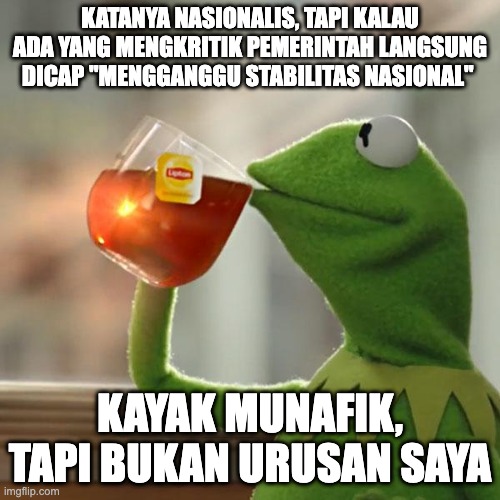 KATANYA NASIONALIS, TAPI KALAU
ADA YANG MENGKRITIK PEMERINTAH LANGSUNG
DICAP "MENGGANGGU STABILITAS NASIONAL"
Lipton
KAYAK MUNAFIK,
TAPI BUKAN URUSAN SAYA
imgflip.com